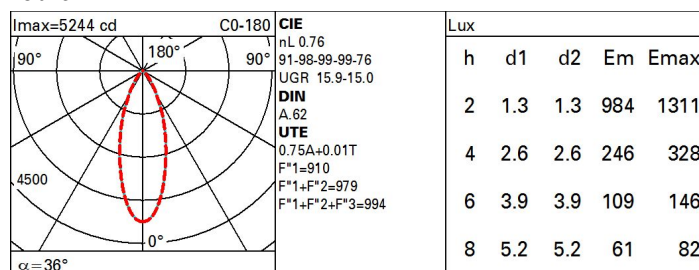 Imax=5244 cd C0-180
90° 180° 90°
4500
0°
α=36°
CIE
nL 0.76
91-98-99-99-76
UGR 15.9-15.0
DIN
A.62
UTE
0.75A+0.01T
F"1=910
F"1+F"2=979
F"1+F"2+F"3=994
Lux
h d1 d2 Em Emax
2 1.3 1.3 984 1311
4 2.6 2.6 246 328
6 3.9 3.9 109 146
8 5.2 5.2 61 82